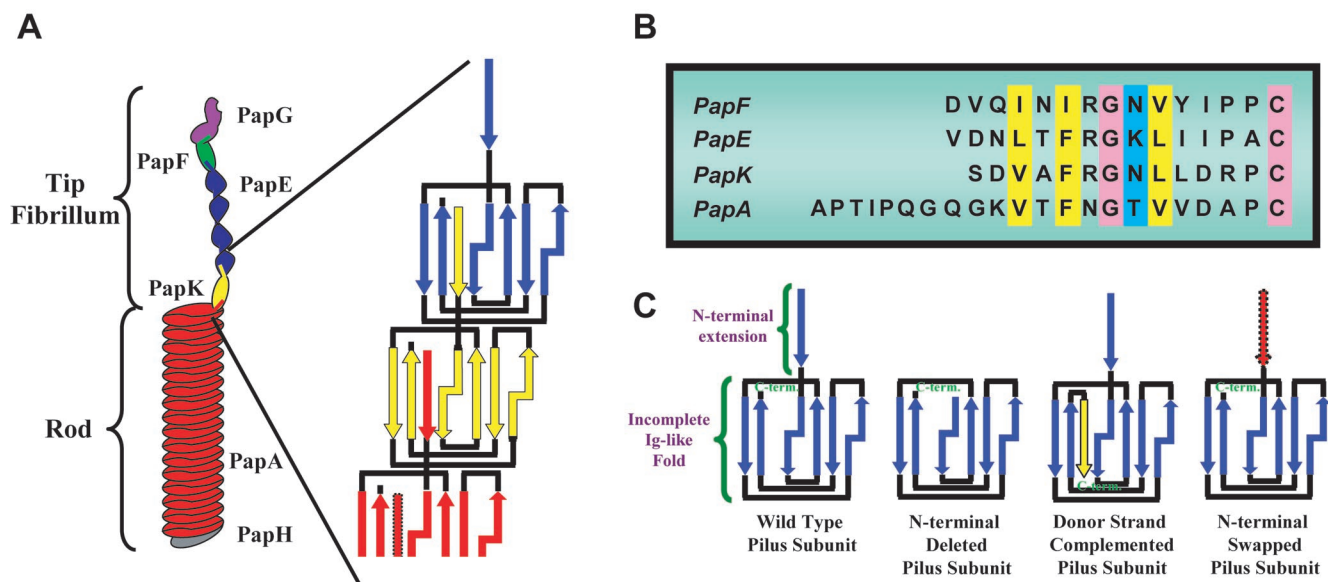 A
PapG
PapF
PapE
Tip
Fibrillum
PapK
Rod
PapA
PapH
B
PapF D V Q I N I R G N V Y I P P C
PapE V D N L T F R G K L I I P A C
PapK S D V A F R G N L L D R P C
PapA A P T I P Q G Q G K V T F N G T V V D A P C
C
N-terminal
extension
Incomplete
Ig-like
Fold
C-term.
C-term.
C-term.
C-term.
Wild Type
Pilus Subunit
N-terminal
Deleted
Pilus Subunit
Donor Strand
Complemented
Pilus Subunit
N-terminal
Swapped
Pilus Subunit